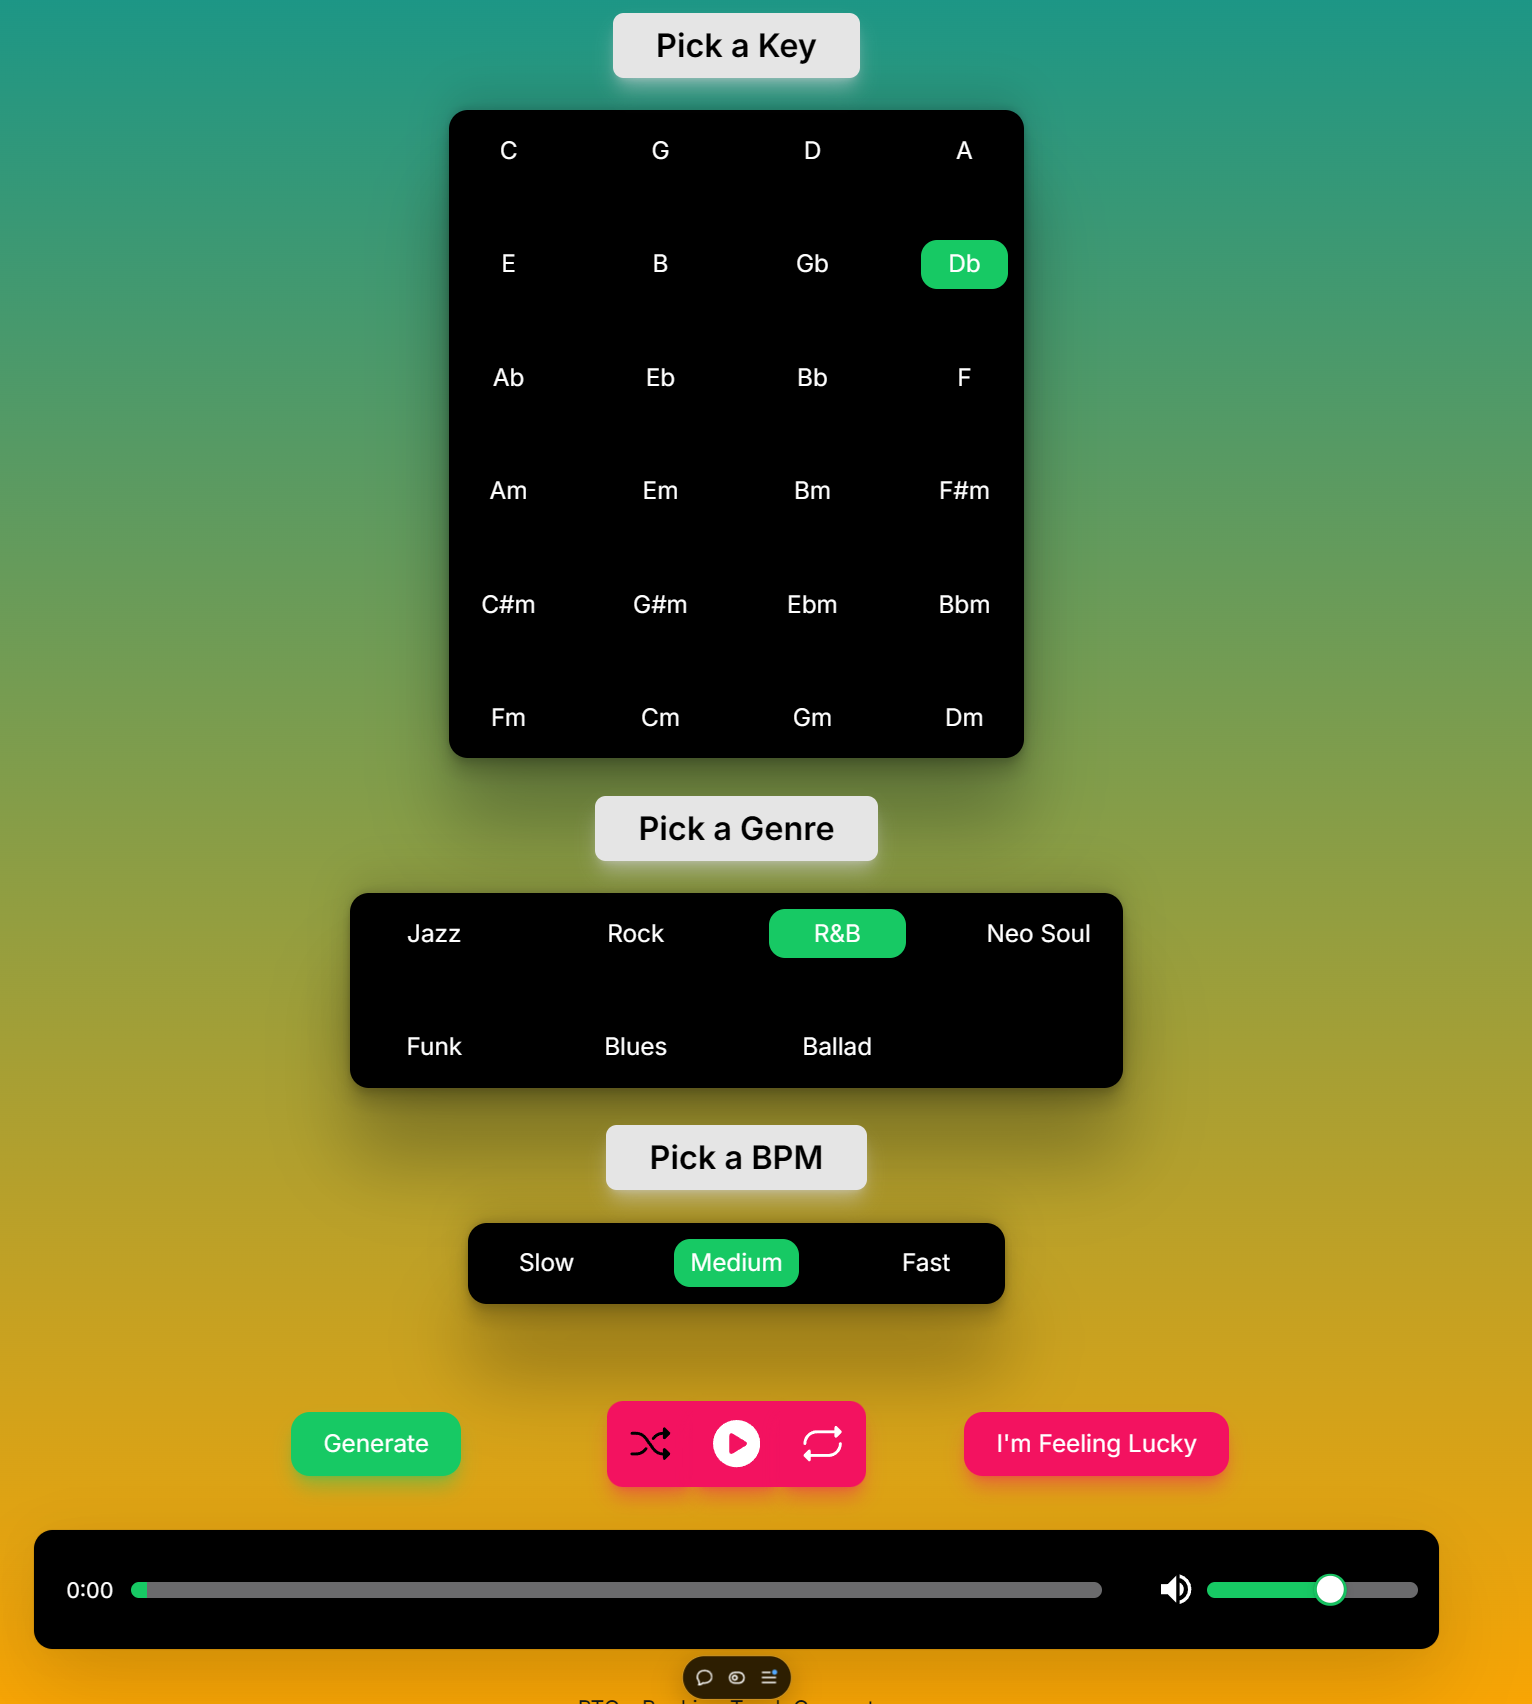 Pick a Key
C G D A
E B Gb Db
Ab Eb Bb F
Am Em Bm F#m
C#m G#m Ebm Bbm
Fm Cm Gm Dm
Pick a Genre
Jazz Rock R&B Neo Soul
Funk Blues Ballad
Pick a BPM
Slow Medium Fast
Generate I'm Feeling Lucky
0:00